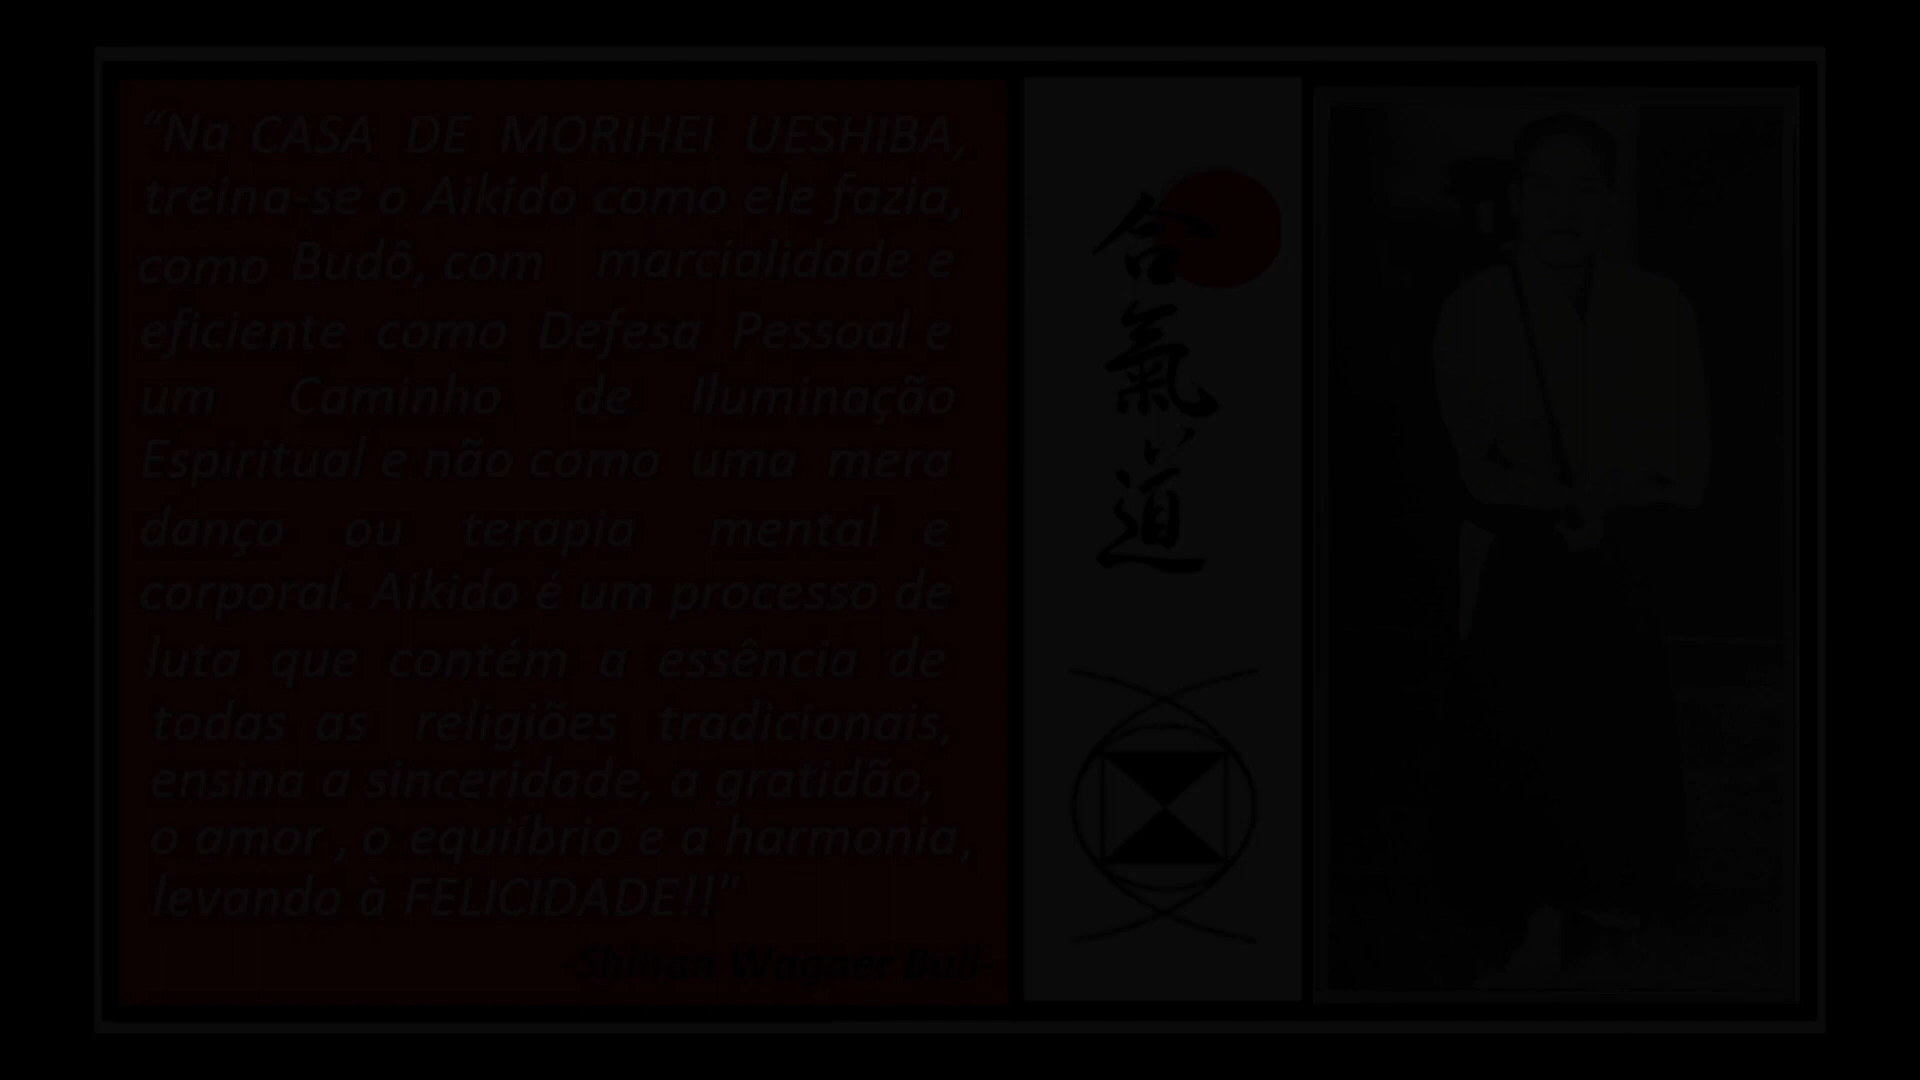 “Na CASA DE MORIHEI UESHIBA,
treina-se o Aikido como ele fazia,
como Budô, com marcialidade e
eficiente como Defesa Pessoal e
um Caminho de Iluminação
Espiritual e não como uma mera
dança ou terapia mental e
corporal. Aikido é um processo de
luta que contém a essência de
todas as religiões tradicionais,
ensina a sinceridade, a gratidão,
o amor , o equiíbrio e a harmonia,
levando à FELICIDADE!!"
Shihan Wagner Bull
合
氣
道